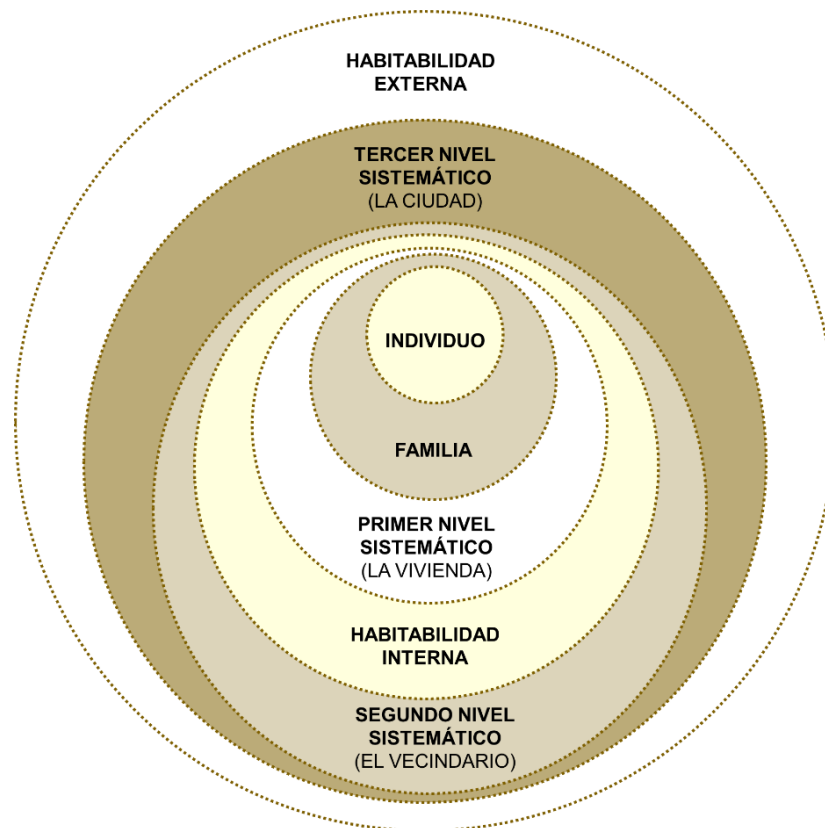 HABITABILIDAD
EXTERNA
TERCER NIVEL
SISTEMÁTICO
(LA CIUDAD)
INDIVIDUO
FAMILIA
PRIMER NIVEL
SISTEMÁTICO
(LA VIVIENDA)
HABITABILIDAD
INTERNA
SEGUNDO NIVEL
SISTEMÁTICO
(EL VECINDARIO)